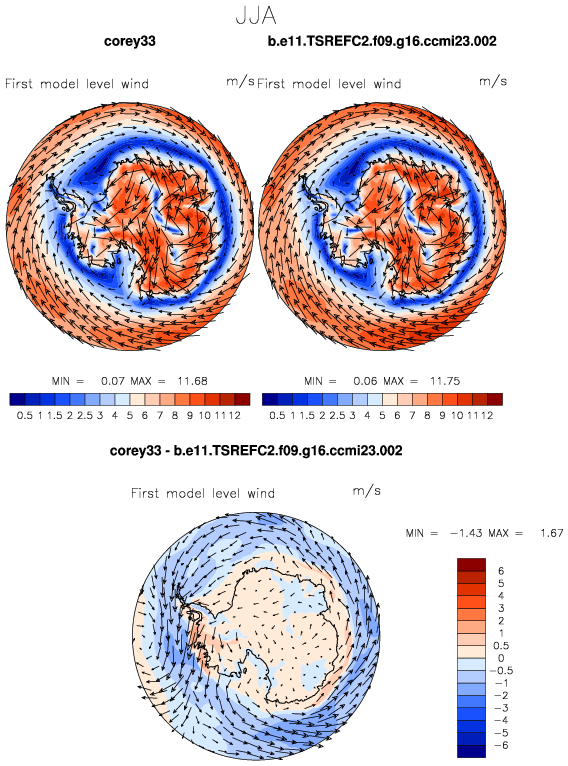 JJA
corey33 b.e11.TSREFC2.f09.g16.ccmi23.002
First model level wind m/s First model level wind m/s
MIN = 0.07 MAX = 11.68 MIN = 0.06 MAX = 11.75
0.5 1 1.5 2 2.5 3 4 5 6 7 8 9 10 11 12 0.5 1 1.5 2 2.5 3 4 5 6 7 8 9 10 11 12
corey33 - b.e11.TSREFC2.f09.g16.ccmi23.002
First model level wind m/s
MIN = -1.43 MAX = 1.67
6
5
4
3
2
1
0.5
0
-0.5
-1
-2
-3
-4
-5
-6